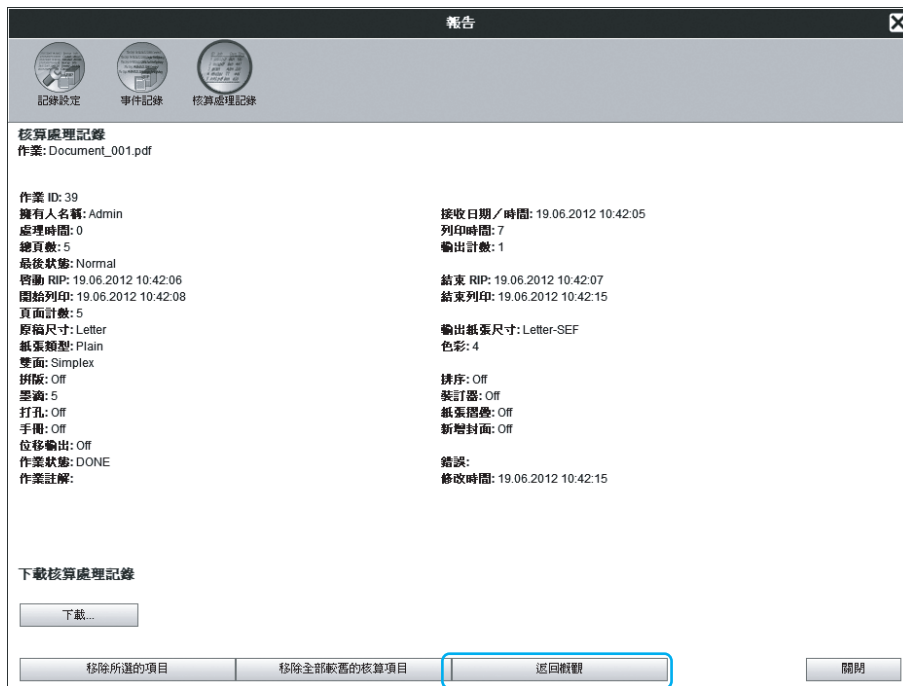 報告
記錄設定 事件記錄 核算處理記錄
核算處理記錄
作業: Document_001.pdf
作業 ID: 39
擁有人名稱: Admin 接收日期／時間: 19.06.2012 10:42:05
處理時間: 0 列印時間: 7
總頁數: 5 輸出計數: 1
最後狀態: Normal
啓動 RIP: 19.06.2012 10:42:06 結束 RIP: 19.06.2012 10:42:07
開始列印: 19.06.2012 10:42:08 結束列印: 19.06.2012 10:42:15
頁面計數: 5
原稿尺寸: Letter 輸出紙張尺寸: Letter-SEF
紙張類型: Plain 色彩: 4
雙面: Simplex
拼版: Off 排序: Off
墨滴: 5 裝訂器: Off
打孔: Off 紙張摺疊: Off
手冊: Off 新增封面: Off
位移輸出: Off
作業狀態: DONE 錯誤:
作業註解: 修改時間: 19.06.2012 10:42:15
下載核算處理記錄
下載...
移除所選的項目 移除全部較舊的核算項目 返回概觀 關閉